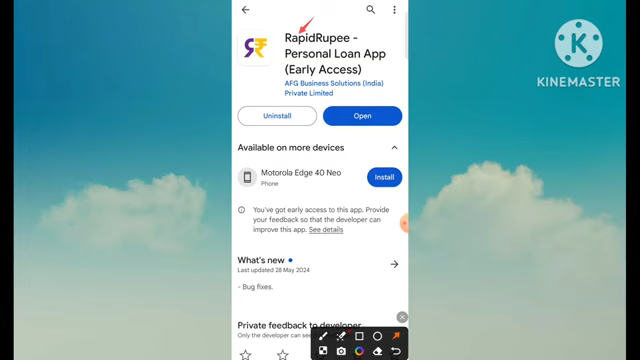 RapidRupee -
Personal Loan App
(Early Access)
AFG Business Solutions (India)
Private Limited
Uninstall
Open
Available on more devices
Motorola Edge 40 Neo
Phone
Install
You've got early access to this app. Provide
your feedback so that the developer can
improve this app. See details
What's new
Last updated 28 May 2024
- Bug fixes.
Private feedback to developer
Only the developer can see
K
KINEMASTER